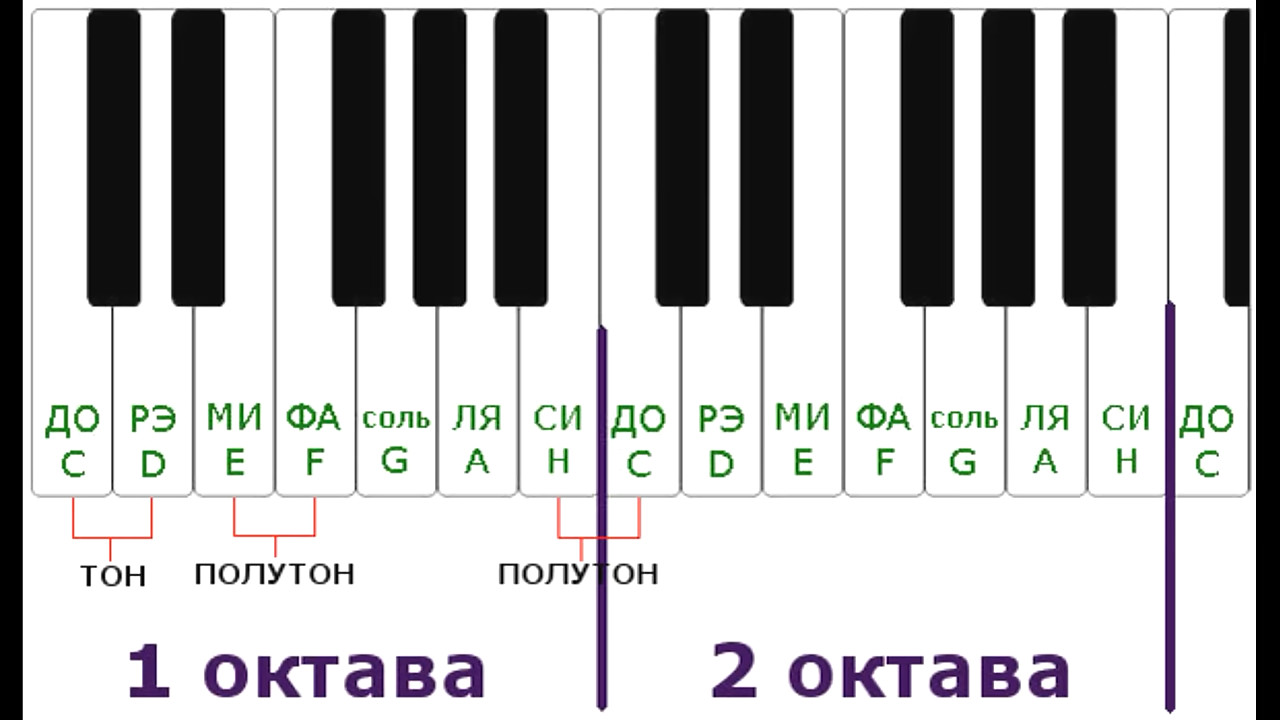 ДО РЭ МИ ФА соль ЛЯ СИ ДО РЭ МИ ФА соль ЛЯ СИ ДО
C D E F G A H C D E F G A H C
ТОН ПОЛУТОН ПОЛУТОН
1 октава 2 октава